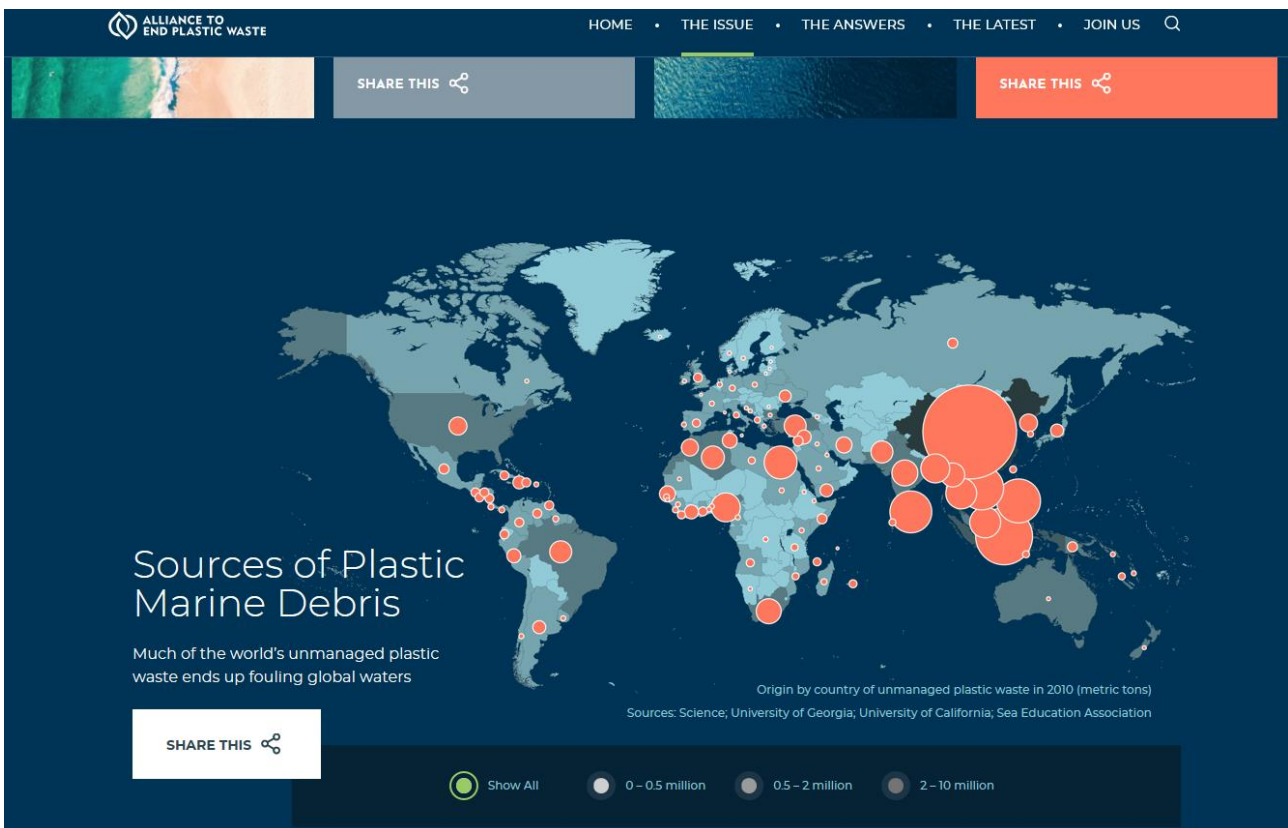 ALLIANCE TO
END PLASTIC WASTE
HOME • THE ISSUE • THE ANSWERS • THE LATEST • JOIN US
SHARE THIS
SHARE THIS
Sources of Plastic
Marine Debris
Much of the world's unmanaged plastic
waste ends up fouling global waters
SHARE THIS
Origin by country of unmanaged plastic waste in 2010 (metric tons)
Sources: Science; University of Georgia; University of California; Sea Education Association
Show All
0 – 0.5 million
0.5 – 2 million
2 – 10 million